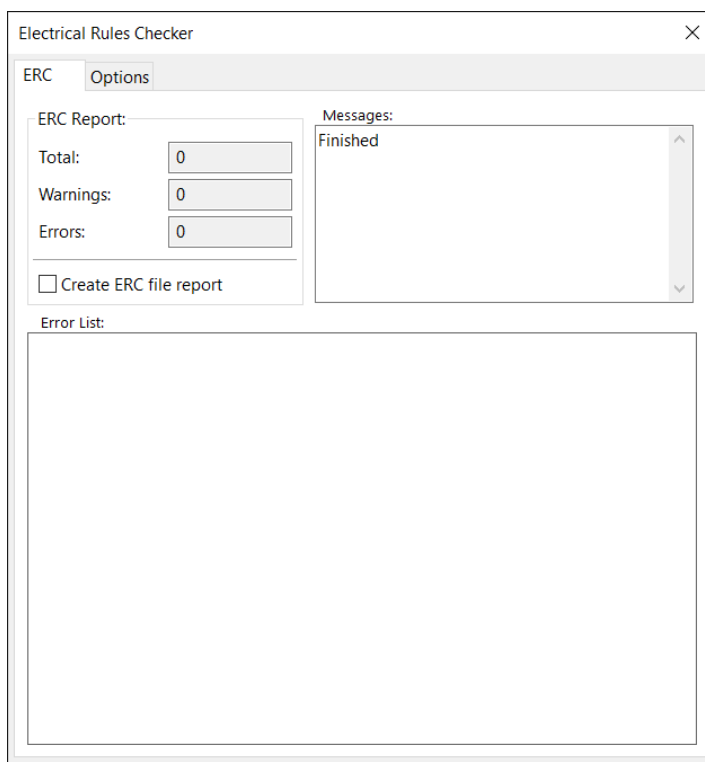 Electrical Rules Checker
ERC
Options
ERC Report:
Total:
0
Warnings:
0
Errors:
0
Create ERC file report
Messages:
Finished
Error List: